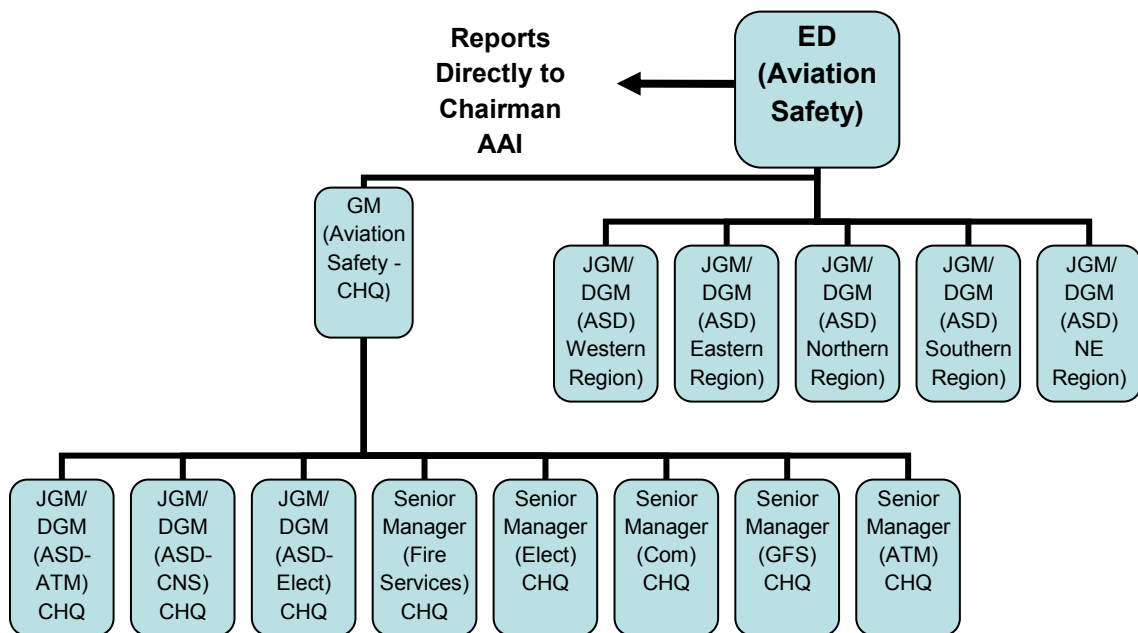 Reports
Directly to
Chairman
AAI
ED
(Aviation
Safety)
GM
(Aviation
Safety -
CHQ)
JGM/
DGM
(ASD)
Western
Region)
JGM/
DGM
(ASD)
Eastern
Region)
JGM/
DGM
(ASD)
Northern
Region)
JGM/
DGM
(ASD)
Southern
Region)
JGM/
DGM
(ASD)
NE
Region)
JGM/
DGM
(ASD-
ATM)
CHQ
JGM/
DGM
(ASD-
CNS)
CHQ
JGM/
DGM
(ASD-
Elect)
CHQ
Senior
Manager
(Fire
Services)
CHQ
Senior
Manager
(Elect)
CHQ
Senior
Manager
(Com)
CHQ
Senior
Manager
(GFS)
CHQ
Senior
Manager
(ATM)
CHQ